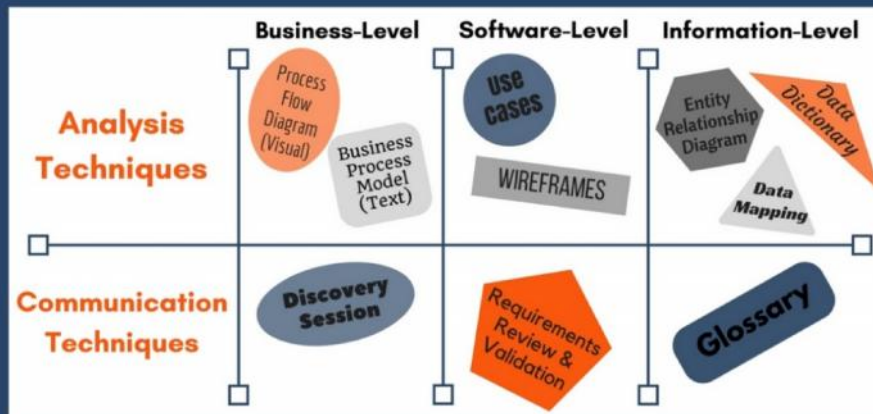 Business-Level
Software-Level
Information-Level
Analysis
Techniques
Process
Flow
Diagram
(Visual)
Business
Process
Model
(Text)
Use
Cases
WIREFRAMES
Entity
Relationship
Diagram
Data
Dictionary
Data
Mapping
Communication
Techniques
Discovery
Session
Requirements
Review &
Validation
Glossary